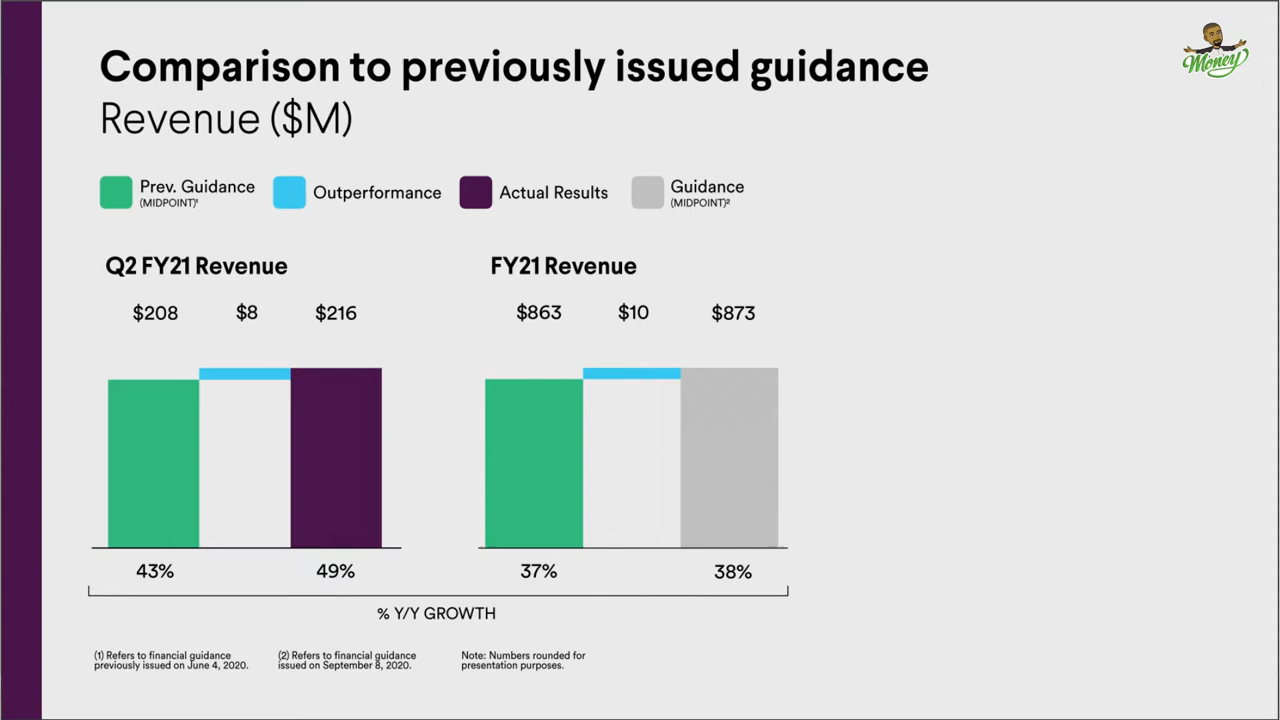 Comparison to previously issued guidance
Revenue ($M)
Money
Prev. Guidance
(MIDPOINT)¹
Outperformance
Actual Results
Guidance
(MIDPOINT)²
Q2 FY21 Revenue
$208 $8 $216
43% 49%
FY21 Revenue
$863 $10 $873
37% 38%
% Y/Y GROWTH
(1) Refers to financial guidance
previously issued on June 4, 2020.
(2) Refers to financial guidance
issued on September 8, 2020.
Note: Numbers rounded for
presentation purposes.